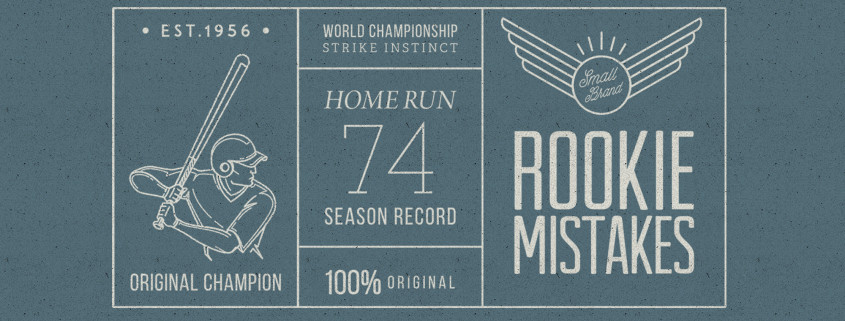 • EST.1956 •
ORIGINAL CHAMPION
WORLD CHAMPIONSHIP
STRIKE INSTINCT
HOME RUN
74
SEASON RECORD
100% ORIGINAL
Small
Brand
ROOKIE
MISTAKES